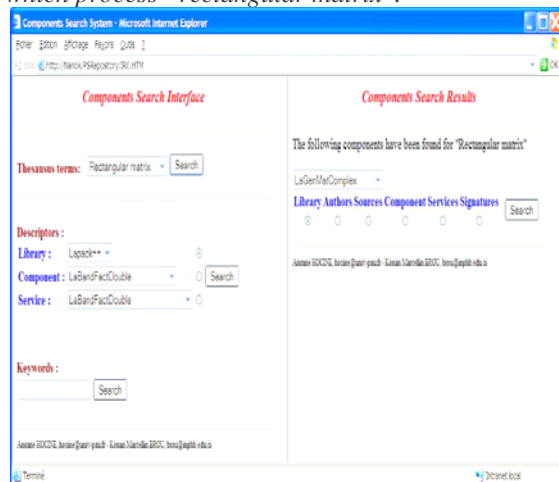 which process "rectangular matrix".
Components Search System - Microsoft Internet Explorer
Fichier Edition Affichage Favoris Outils ?
OK
Components Search Interface
Thesaurus terms: Rectangular matrix Search
Descriptors :
Library : Lapack++
Component : LaBandFactDouble Search
Service : LaBandFactDouble
Keywords :
Search
Components Search Results
The following components have been found for "Rectangular matrix"
LaGenMatComplex
Library Authors Sources Component Services Signatures Search
Terminé
Intranet local